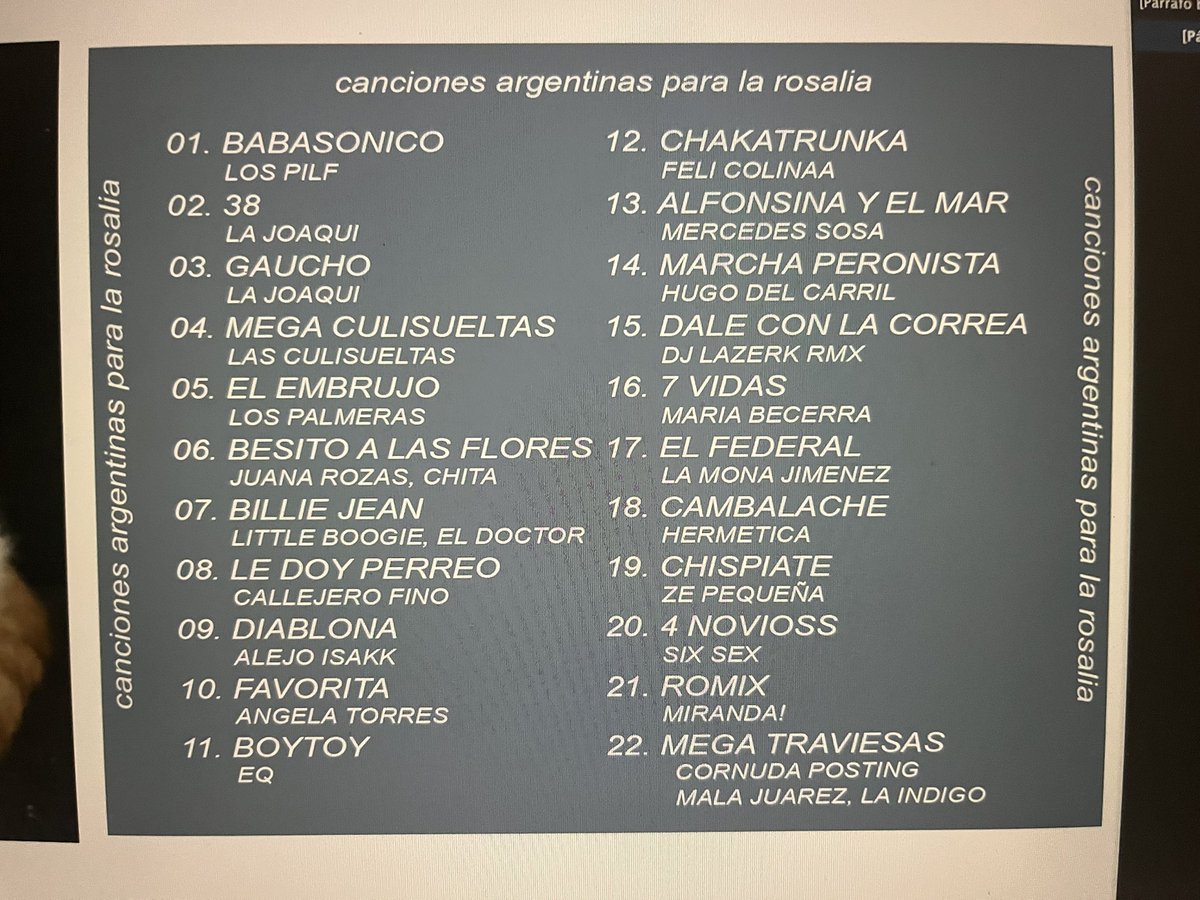 [Párrafo
[Pá
canciones argentinas para la rosalia
canciones argentinas para la rosalia
01. BABASONICO
LOS PILF
02. 38
LA JOAQUI
03. GAUCHO
LA JOAQUI
04. MEGA CULISUELTAS
LAS CULISUELTAS
05. EL EMBRUJO
LOS PALMERAS
06. BESITO A LAS FLORES
JUANA ROZAS, CHITA
07. BILLIE JEAN
LITTLE BOOGIE, EL DOCTOR
08. LE DOY PERREO
CALLEJERO FINO
09. DIABLONA
ALEJO ISAKK
10. FAVORITA
ANGELA TORRES
11. BOYTOY
EQ
12. CHAKATRUNKA
FELI COLINAA
13. ALFONSINA Y EL MAR
MERCEDES SOSA
14. MARCHA PERONISTA
HUGO DEL CARRIL
15. DALE CON LA CORREA
DJ LAZERK RMX
16. 7 VIDAS
MARIA BECERRA
17. EL FEDERAL
LA MONA JIMENEZ
18. CAMBALACHE
HERMETICA
19. CHISPIATE
ZE PEQUEÑA
20. 4 NOVIOSS
SIX SEX
21. ROMIX
MIRANDA!
22. MEGA TRAVIESAS
CORNUDA POSTING
MALA JUAREZ, LA INDIGO
canciones argentinas para la rosalia